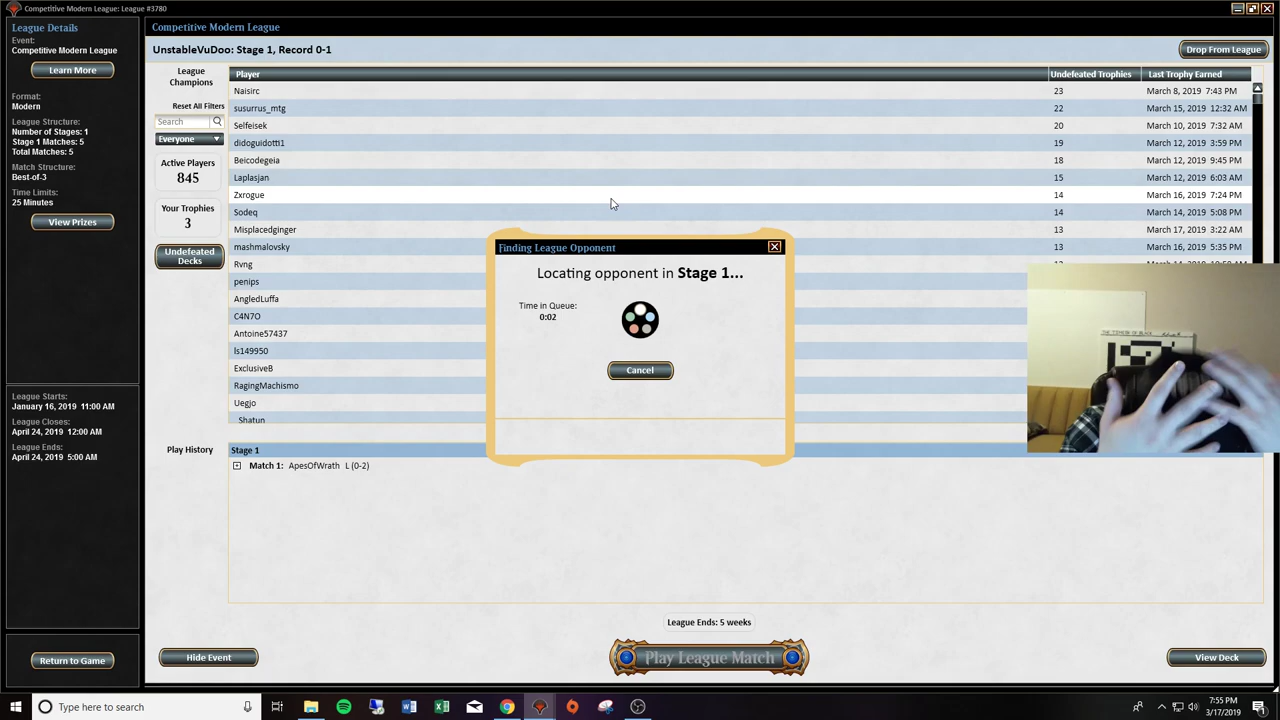 Competitive Modern League: League #3780
League Details
Event:
Competitive Modern League
Learn More
Format:
Modern
League Structure:
Number of Stages: 1
Stage 1 Matches: 5
Total Matches: 5
Match Structure:
Best-of-3
Time Limits:
25 Minutes
View Prizes
League Starts:
January 16, 2019 11:00 AM
League Closes:
April 24, 2019 12:00 AM
League Ends:
April 24, 2019 5:00 AM
Return to Game
Competitive Modern League
UnstableVuDoo: Stage 1, Record 0-1
Drop From League
League
Champions
Reset All Filters
Search
Everyone
Active Players
845
Your Trophies
3
Undefeated
Decks
Player Undefeated Trophies Last Trophy Earned
Naisirc 23 March 8, 2019 7:43 PM
susurrus_mtg 22 March 15, 2019 12:32 AM
Selfeisek 20 March 10, 2019 7:32 AM
didoguidotti1 19 March 12, 2019 3:59 PM
Beicodegeia 18 March 12, 2019 9:45 PM
Laplasjan 15 March 12, 2019 6:03 AM
Zxrogue 14 March 16, 2019 7:24 PM
Sodeq 14 March 14, 2019 5:08 PM
Misplacedginger 13 March 17, 2019 3:22 AM
mashmalovsky 13 March 16, 2019 5:35 PM
Rvng
penips
AngledLuffa
C4N7O
Antoine57437
ls149950
ExclusiveB
RagingMachismo
Uegjo
Shatun
Finding League Opponent
Locating opponent in Stage 1...
Time in Queue:
0:02
Cancel
Play History
Stage 1
Match 1: ApesOfWrath L (0-2)
League Ends: 5 weeks
Hide Event
Play League Match
View Deck
Type here to search
7:55 PM
3/17/2019